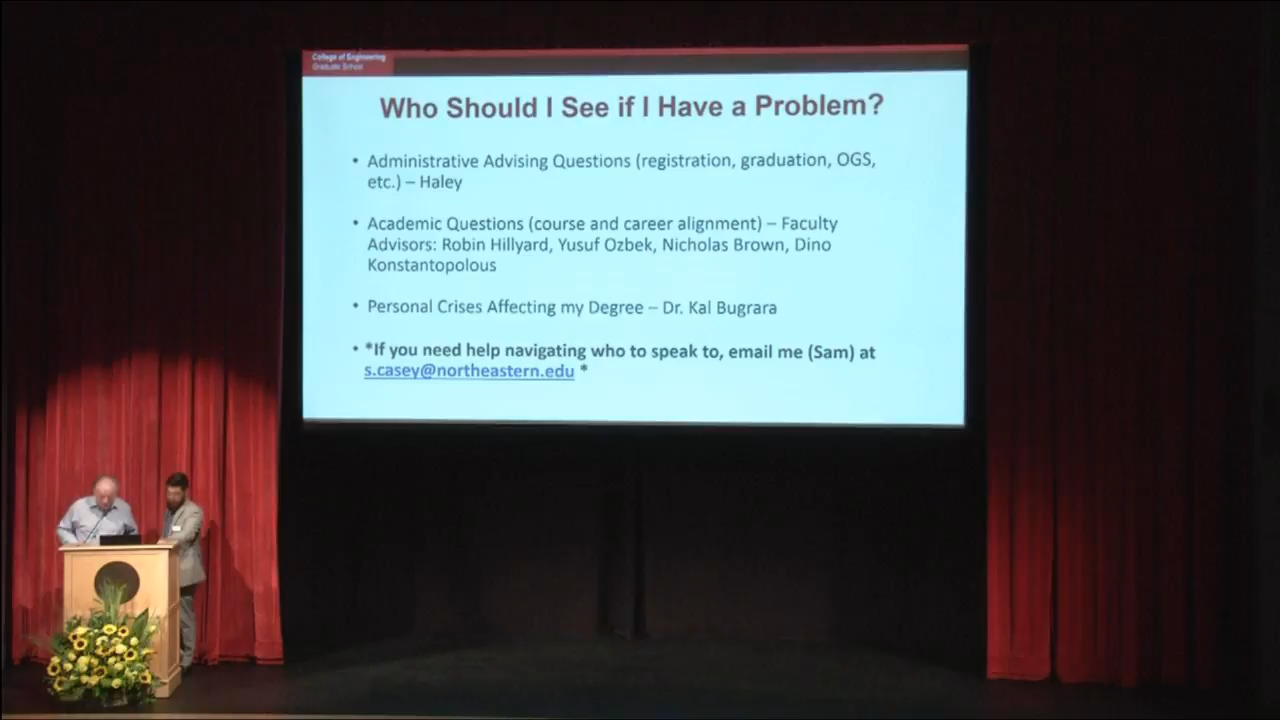 College of Engineering
Graduate School
Who Should I See if I Have a Problem?
• Administrative Advising Questions (registration, graduation, OGS,
etc.) – Haley
• Academic Questions (course and career alignment) – Faculty
Advisors: Robin Hillyard, Yusuf Ozbek, Nicholas Brown, Dino
Konstantopolous
• Personal Crises Affecting my Degree – Dr. Kal Bugrara
• *If you need help navigating who to speak to, email me (Sam) at
s.casey@northeastern.edu *